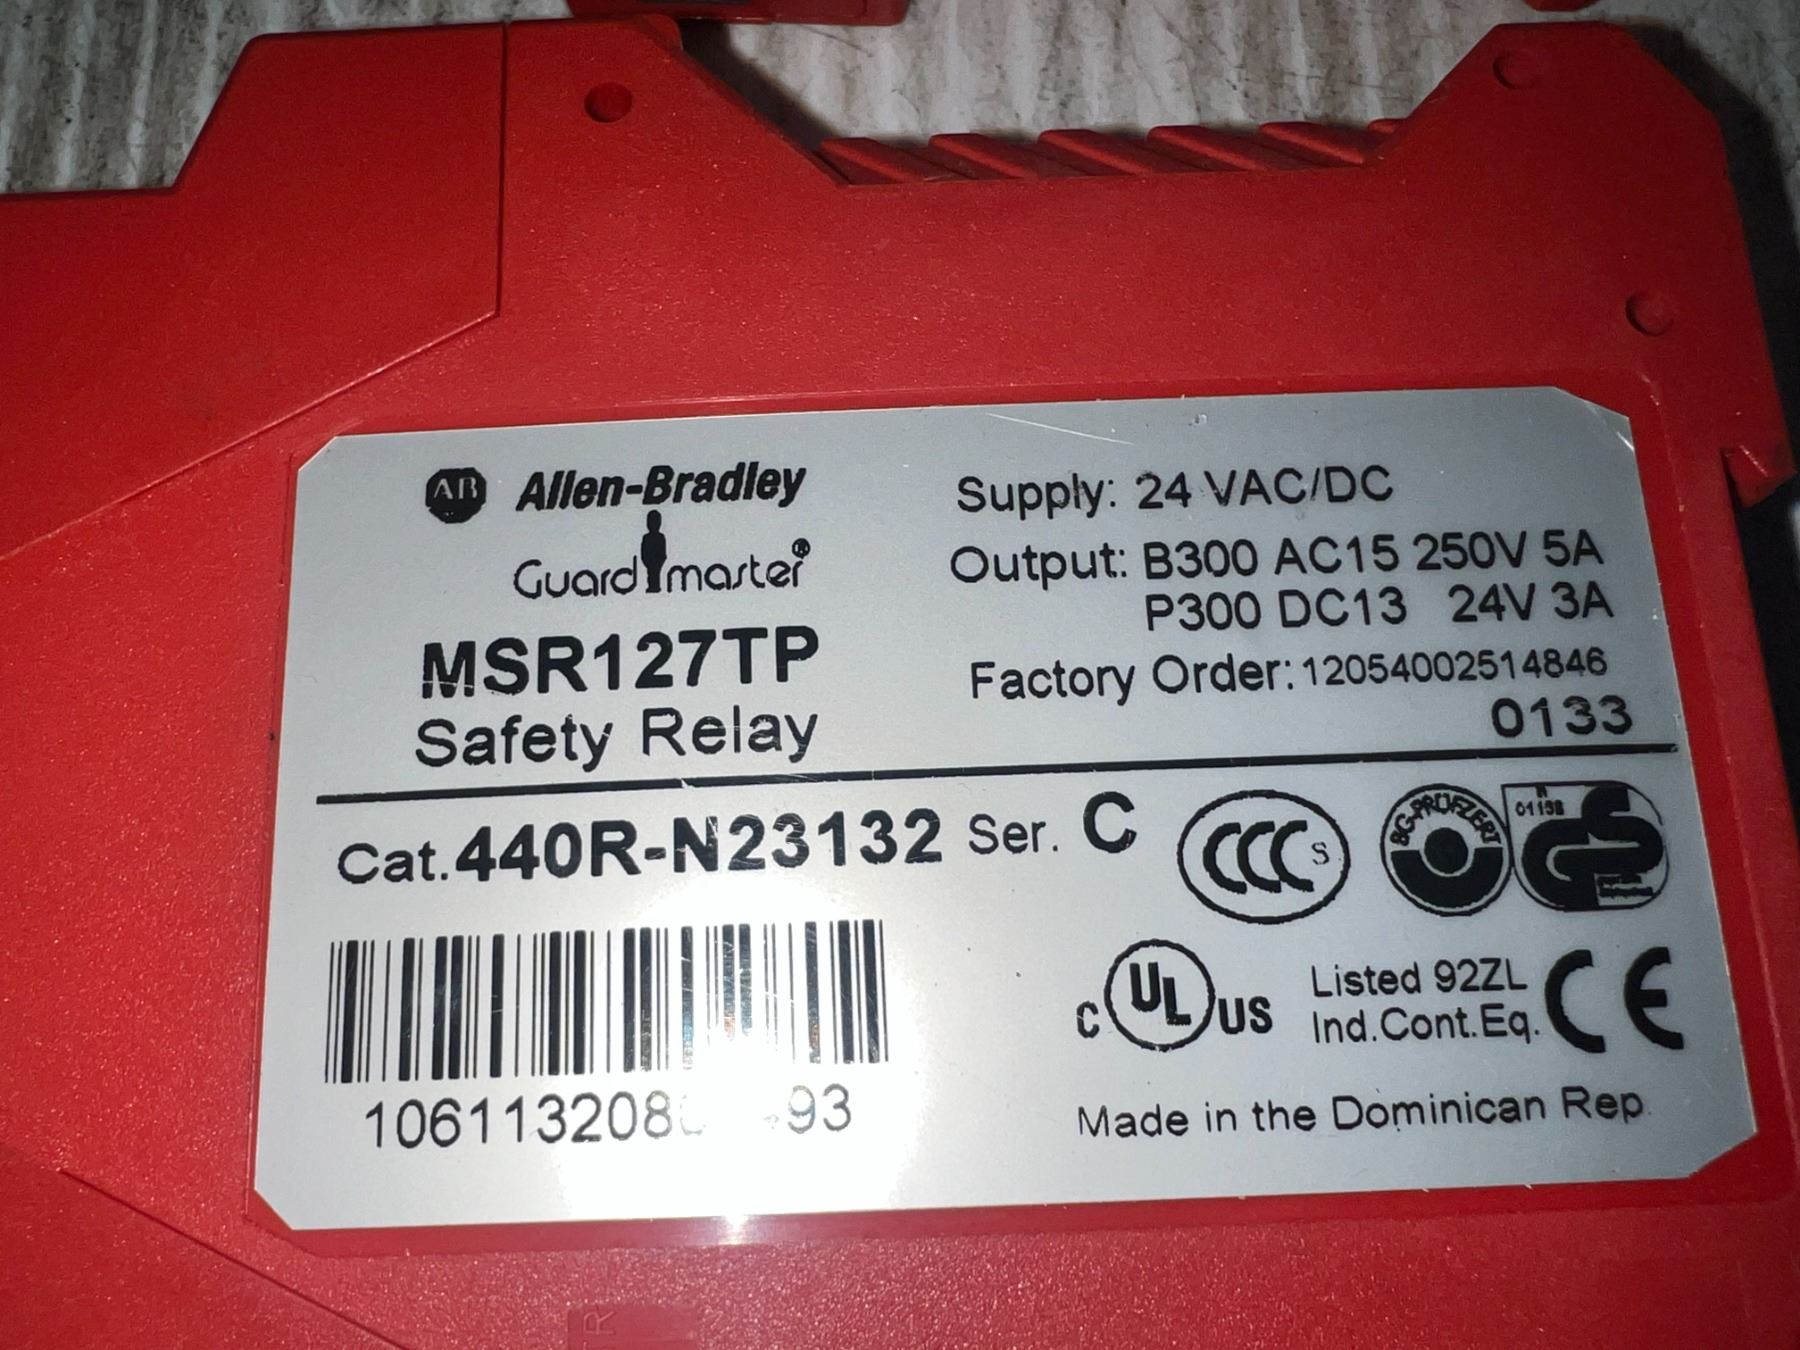 AB Allen-Bradley
Guardmaster®
MSR127TP
Safety Relay
Supply: 24 VAC/DC
Output: B300 AC15 250V 5A
P300 DC13 24V 3A
Factory Order: 12054002514846
0133
Cat. 440R-N23132 Ser. C
CCC S
BG-PRÜFZERT
01198
GS
C UL US
Listed 92ZL
Ind.Cont.Eq.
CE
Made in the Dominican Rep.